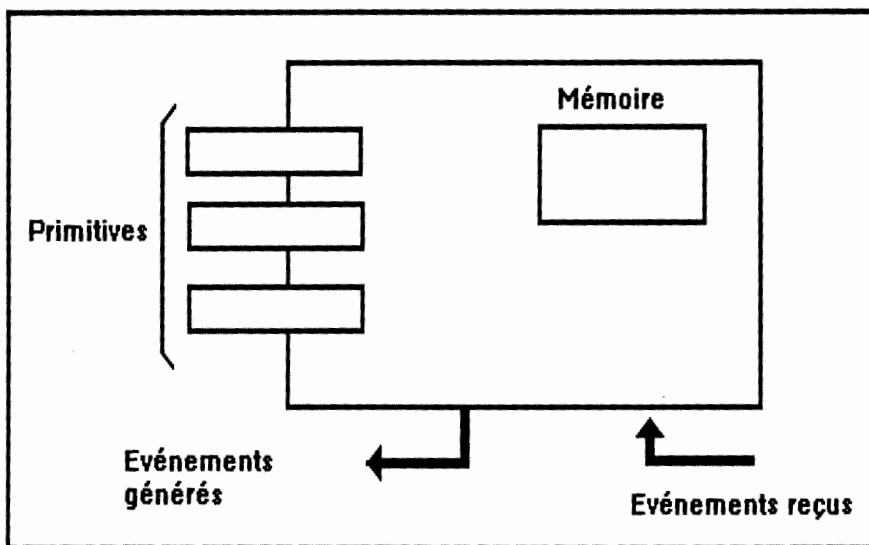 Mémoire
Primitives
Evénements
générés
Evénements reçus